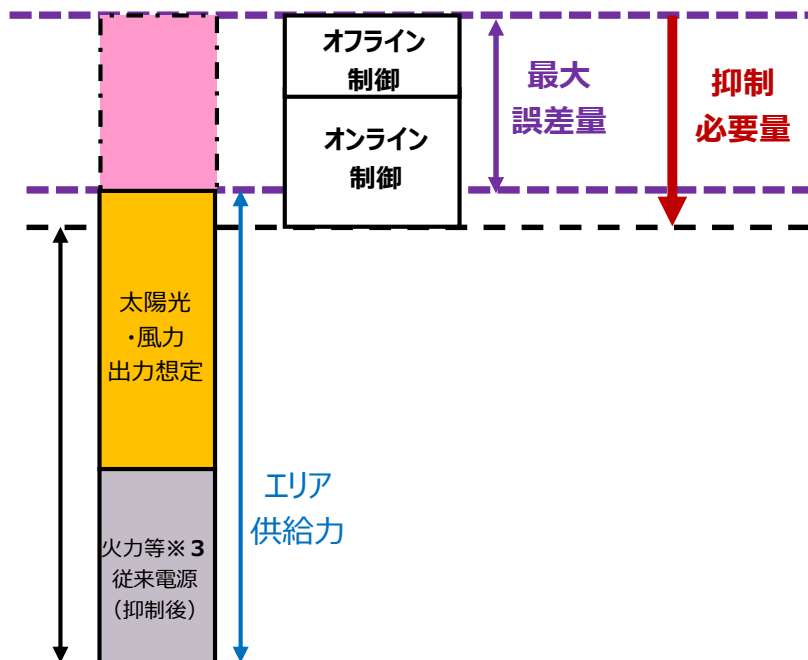 オフライン
制御
オンライン
制御
最大
誤差量
抑制
必要量
太陽光
・風力
出力想定
エリア
供給力
火力等※3
従来電源
（抑制後）